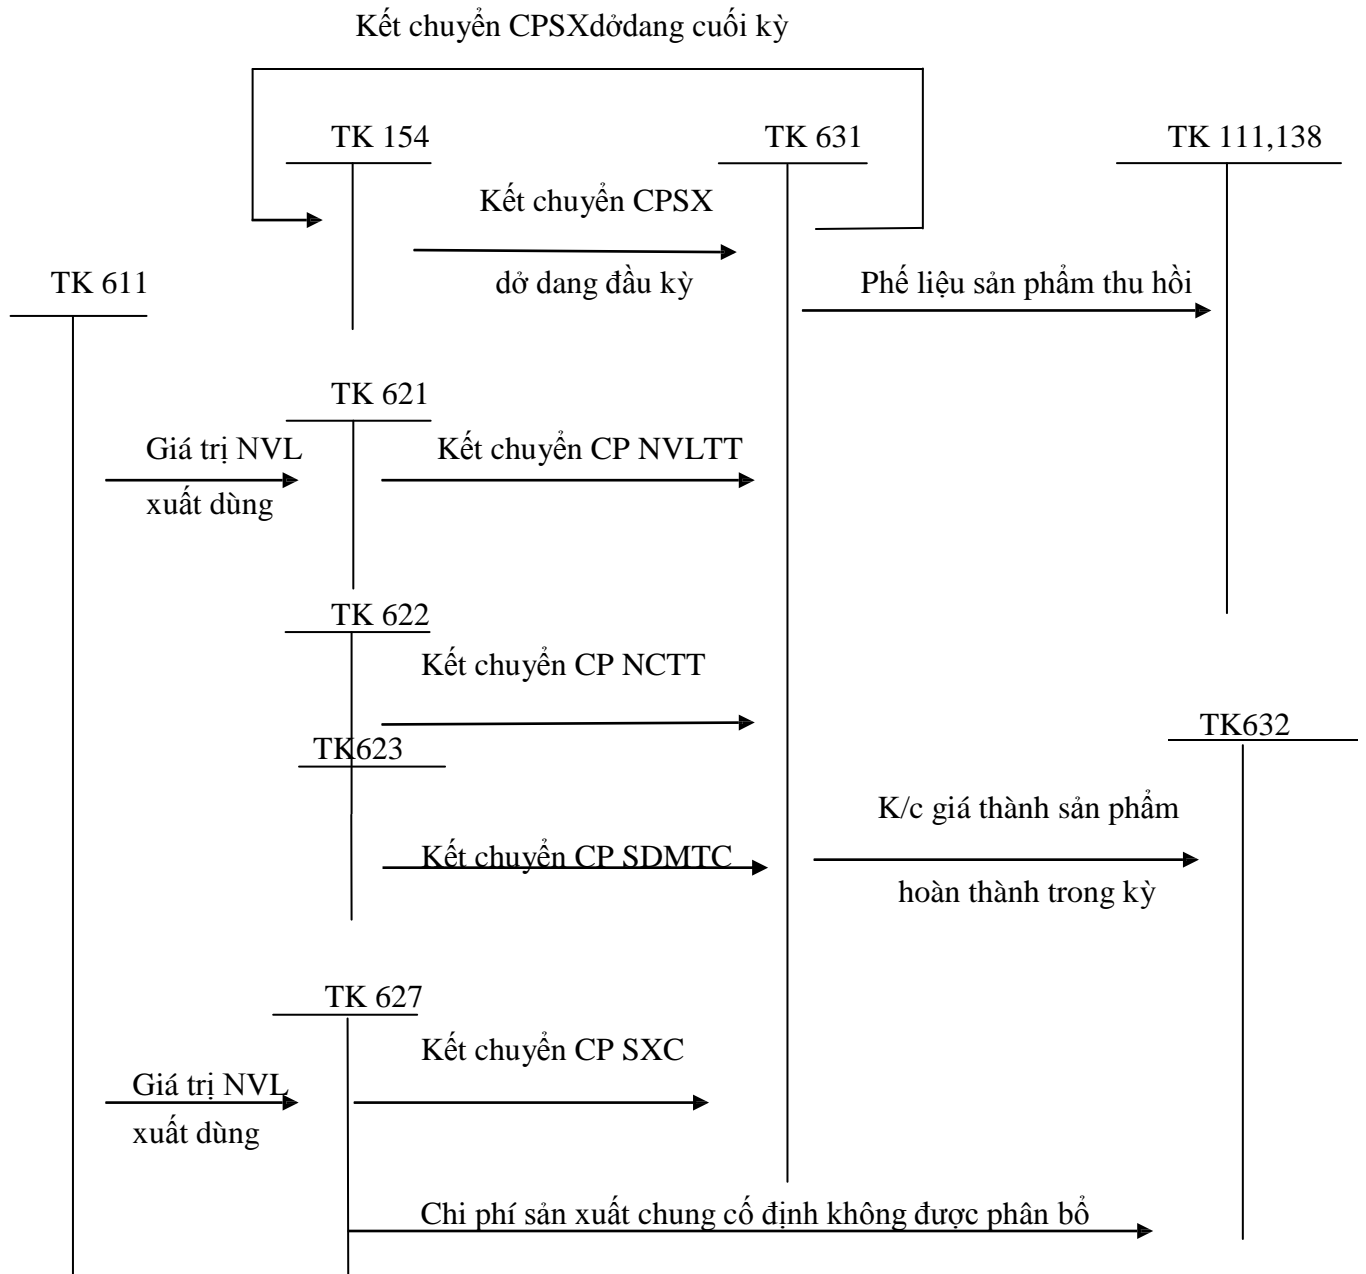 Kết chuyển CPSXdởdang cuối kỳ
TK 154
TK 631
TK 111,138
Kết chuyển CPSX
dở dang đầu kỳ
TK 611
Phế liệu sản phẩm thu hồi
TK 621
Giá trị NVL
xuất dùng
Kết chuyển CP NVLTT
TK 622
Kết chuyển CP NCTT
TK623
TK632
K/c giá thành sản phẩm
hoàn thành trong kỳ
Kết chuyển CP SDMTC
TK 627
Kết chuyển CP SXC
Giá trị NVL
xuất dùng
Chi phí sản xuất chung cố định không được phân bổ